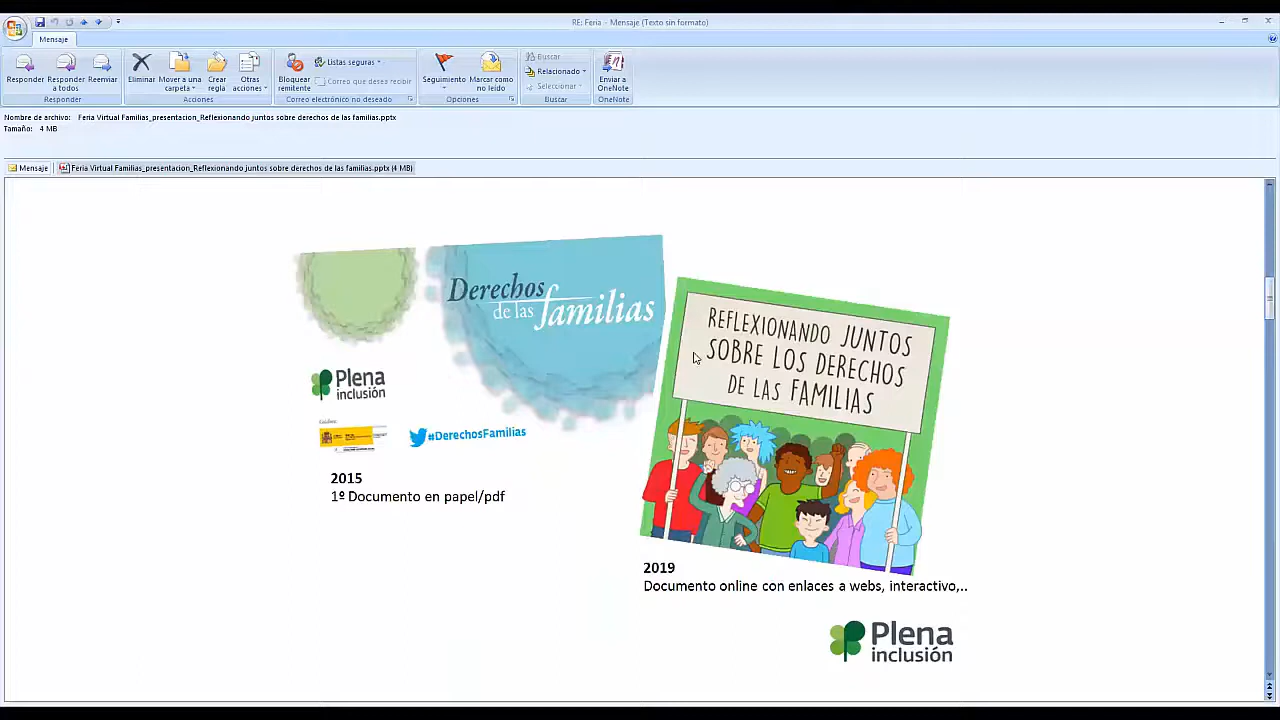 RE: Feria - Mensaje (Texto sin formato)
Mensaje
Responder
Responder a todos
Reenviar
Responder
Eliminar
Mover a una carpeta
Crear regla
Otras acciones
Acciones
Bloquear remitente
Listas seguras
Correo que desea recibir
Correo electrónico no deseado
Seguimiento
Marcar como no leído
Opciones
Buscar
Relacionado
Seleccionar
Buscar
Enviar a OneNote
OneNote
Nombre de archivo: Feria Virtual Familias_presentacion_Reflexionando juntos sobre derechos de las familias.pptx
Tamaño: 4 MB
Mensaje
Feria Virtual Familias_presentacion_Reflexionando juntos sobre derechos de las familias.pptx (4 MB)
Derechos
de las familias
Plena
inclusión
#DerechosFamilias
2015
1º Documento en papel/pdf
REFLEXIONANDO JUNTOS
SOBRE LOS DERECHOS
DE LAS FAMILIAS
2019
Documento online con enlaces a webs, interactivo,..
Plena
inclusión